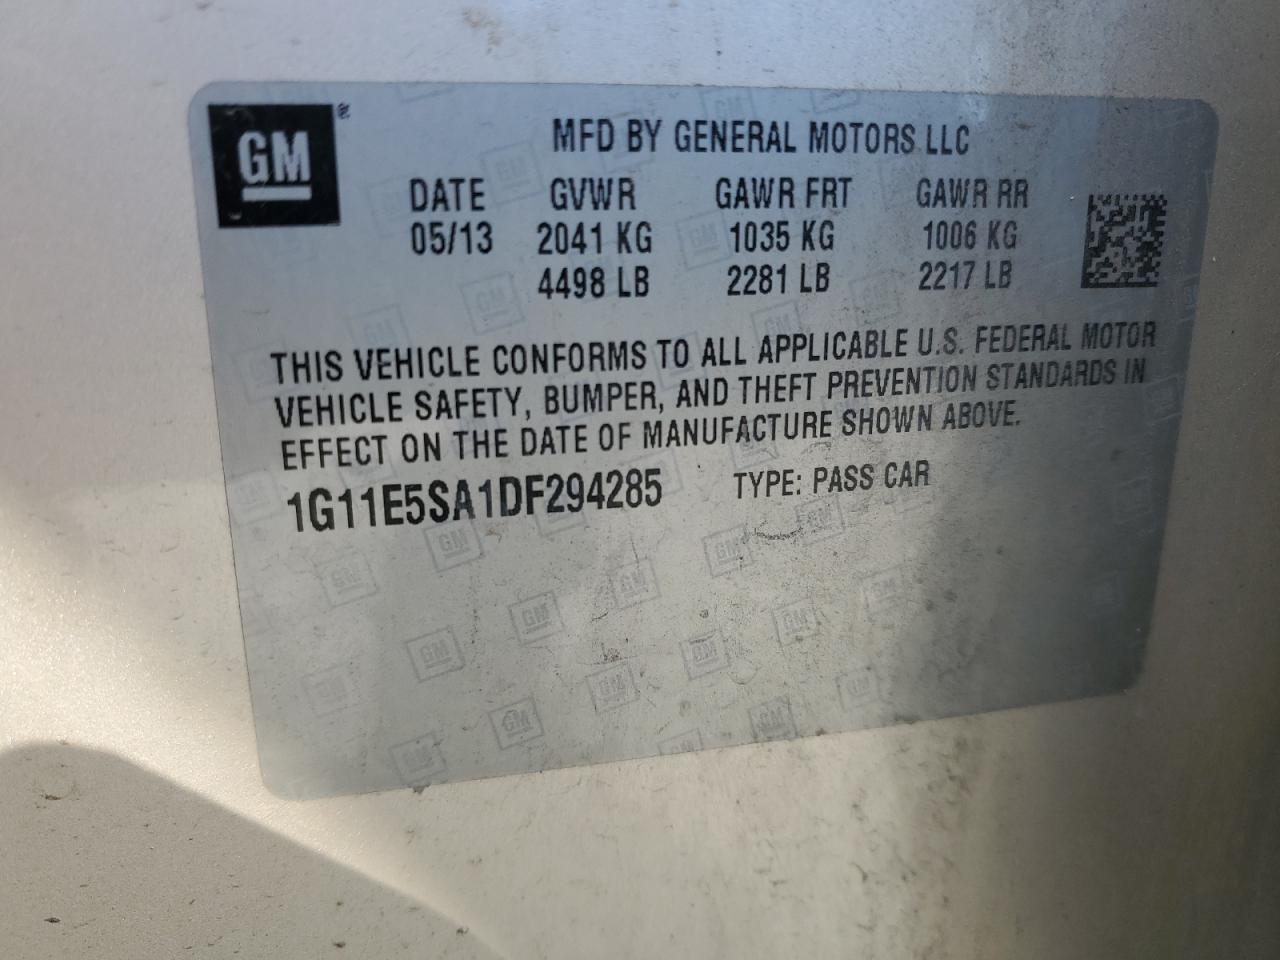 GM
MFD BY GENERAL MOTORS LLC
DATE GVWR GAWR FRT GAWR RR
05/13 2041 KG 1035 KG 1006 KG
4498 LB 2281 LB 2217 LB
THIS VEHICLE CONFORMS TO ALL APPLICABLE U.S. FEDERAL MOTOR
VEHICLE SAFETY, BUMPER, AND THEFT PREVENTION STANDARDS IN
EFFECT ON THE DATE OF MANUFACTURE SHOWN ABOVE.
1G11E5SA1DF294285 TYPE: PASS CAR